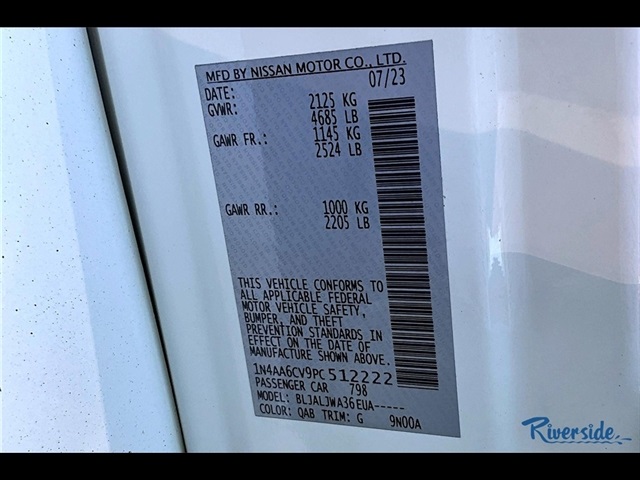 MFD BY NISSAN MOTOR CO., LTD.
DATE: 07/23
GVWR: 2125 KG
4685 LB
GAWR FR.: 1145 KG
2524 LB
GAWR RR.: 1000 KG
2205 LB
THIS VEHICLE CONFORMS TO
ALL APPLICABLE FEDERAL
MOTOR VEHICLE SAFETY,
BUMPER, AND THEFT
PREVENTION STANDARDS IN
EFFECT ON THE DATE OF
MANUFACTURE SHOWN ABOVE.
1N4AA6CV9PC512222
PASSENGER CAR 798
MODEL: BLJALJWA36EUA-----
COLOR: QAB TRIM: G 9N00A
Riverside